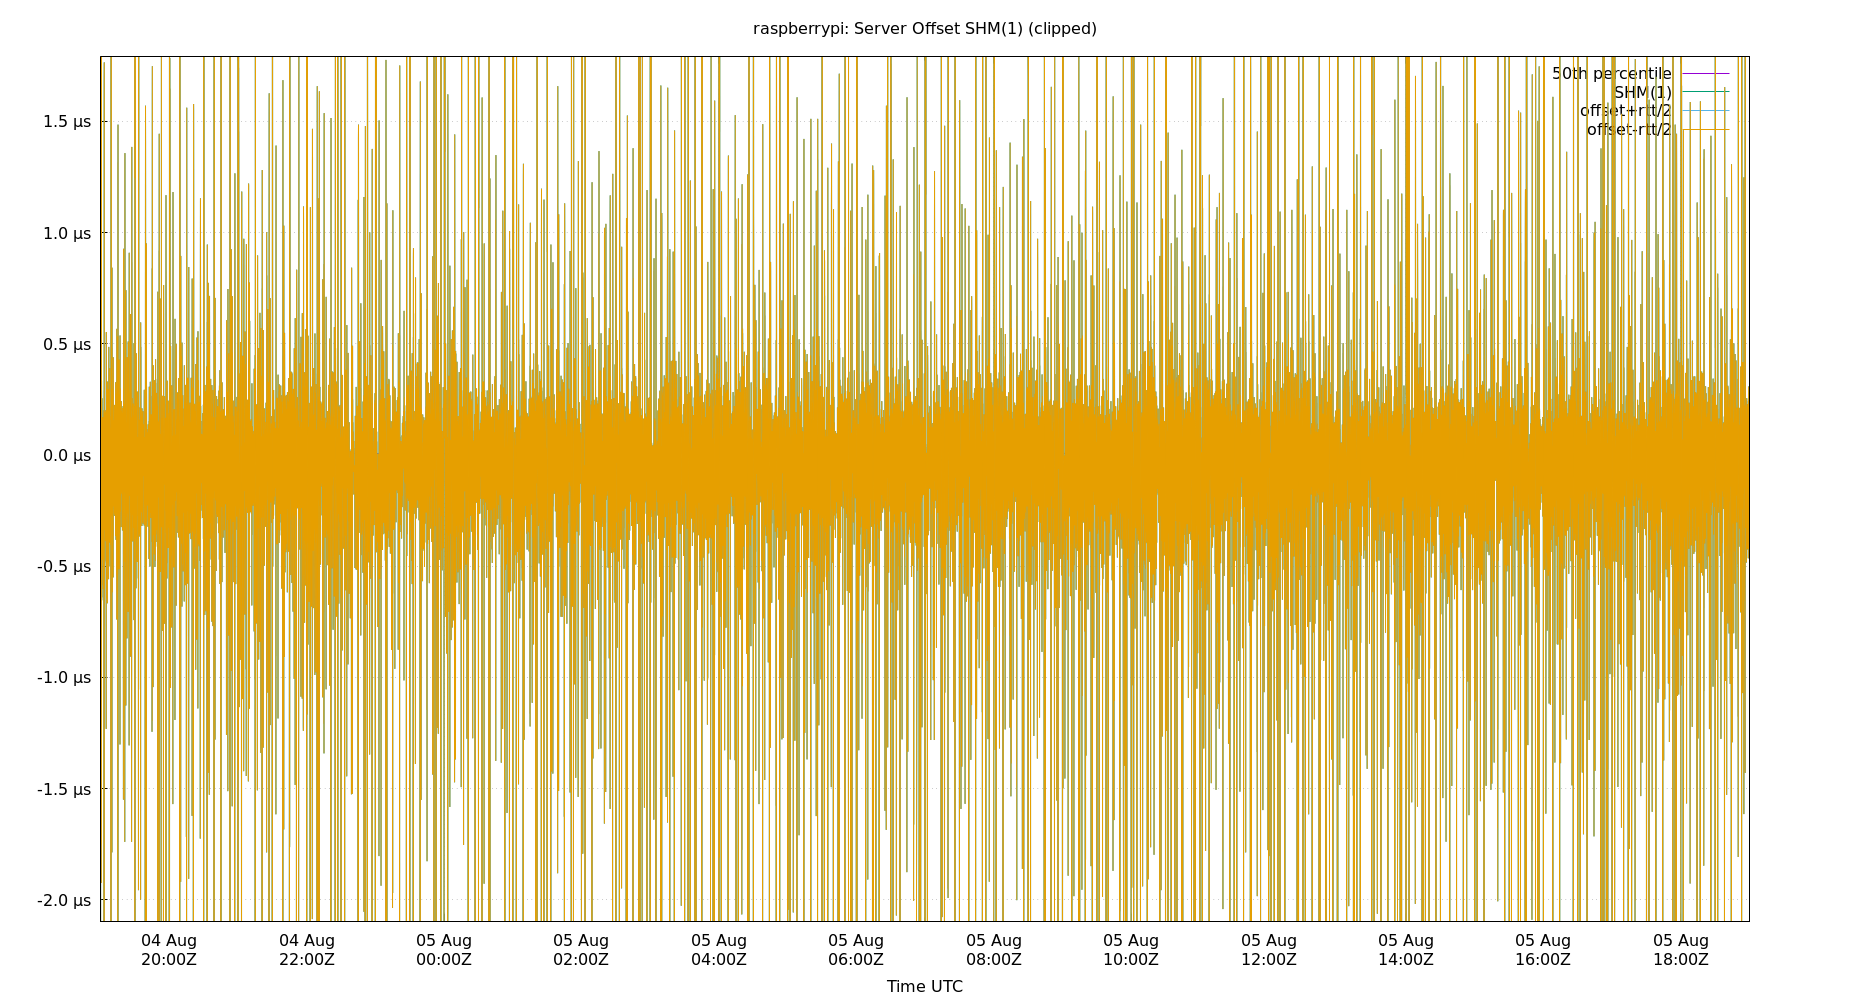 raspberrypi: Server Offset SHM(1) (clipped)
50th percentile
SHM(1)
offset+rtt/2
offset-rtt/2
1.5 µs
1.0 µs
0.5 µs
0.0 µs
-0.5 µs
-1.0 µs
-1.5 µs
-2.0 µs
04 Aug 04 Aug 05 Aug 05 Aug 05 Aug 05 Aug 05 Aug 05 Aug 05 Aug 05 Aug 05 Aug 05 Aug
20:00Z 22:00Z 00:00Z 02:00Z 04:00Z 06:00Z 08:00Z 10:00Z 12:00Z 14:00Z 16:00Z 18:00Z
Time UTC